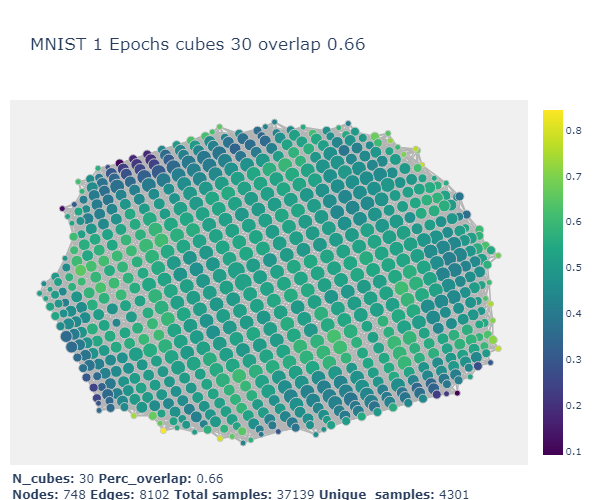 MNIST 1 Epochs cubes 30 overlap 0.66
0.8
0.7
0.6
0.5
0.4
0.3
0.2
0.1
N_cubes: 30 Perc_overlap: 0.66
Nodes: 748 Edges: 8102 Total samples: 37139 Unique_samples: 4301